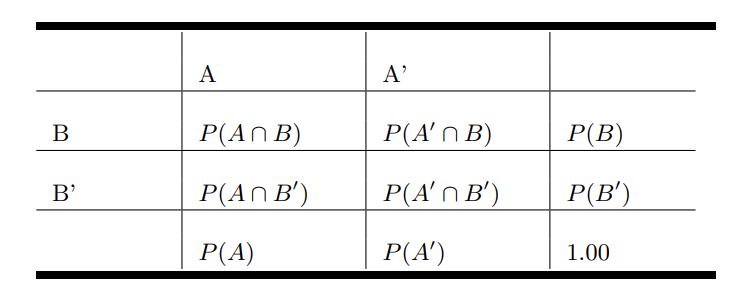 A A’
B P(A ∩ B) P(A′ ∩ B) P(B)
B’ P(A ∩ B′) P(A′ ∩ B′) P(B′)
P(A) P(A′) 1.00